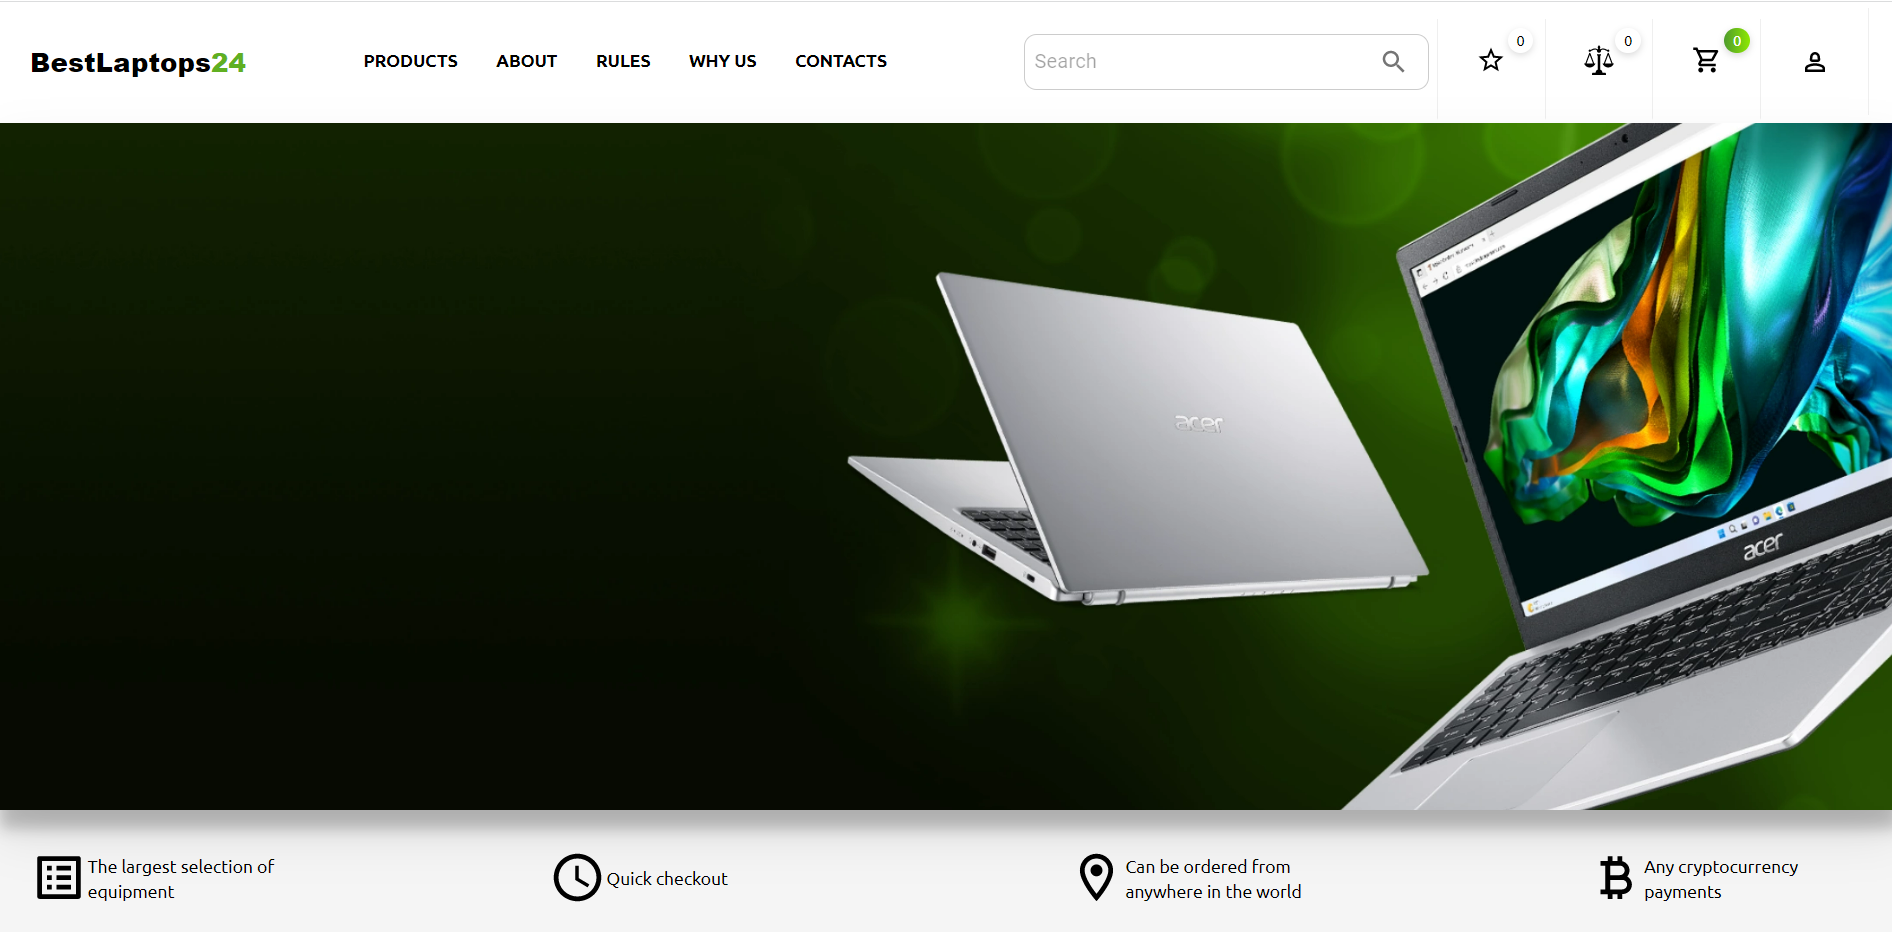 BestLaptops24
PRODUCTS ABOUT RULES WHY US CONTACTS
Search
0
0
0
acer
acer
The largest selection of
equipment
Quick checkout
Can be ordered from
anywhere in the world
Any cryptocurrency
payments